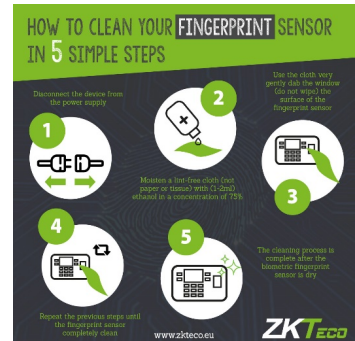 HOW TO CLEAN YOUR FINGERPRINT SENSOR
IN 5 SIMPLE STEPS
Disconnect the device from
the power supply
1
2
Moisten a lint-free cloth (not
paper or tissue) with (1-2ml)
ethanol in a concentration of 75%
Use the cloth very
gently dab the window
(do not wipe) the
surface of the
fingerprint sensor
3
4
Repeat the previous steps until
the fingerprint sensor
completely clean
5
The cleaning process is
complete after the
biometric fingerprint
sensor is dry
www.zkteco.eu
ZKTECO